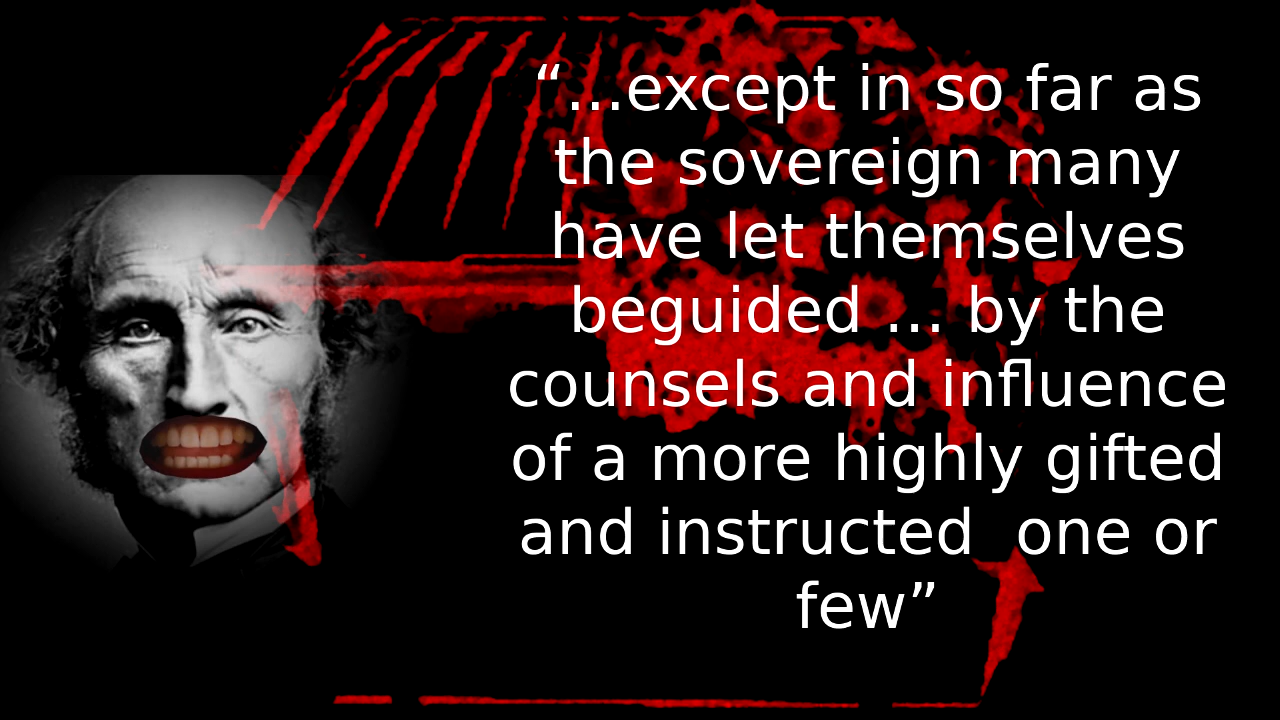 “...except in so far as
the sovereign many
have let themselves
beguided ... by the
counsels and influence
of a more highly gifted
and instructed  one or
few”